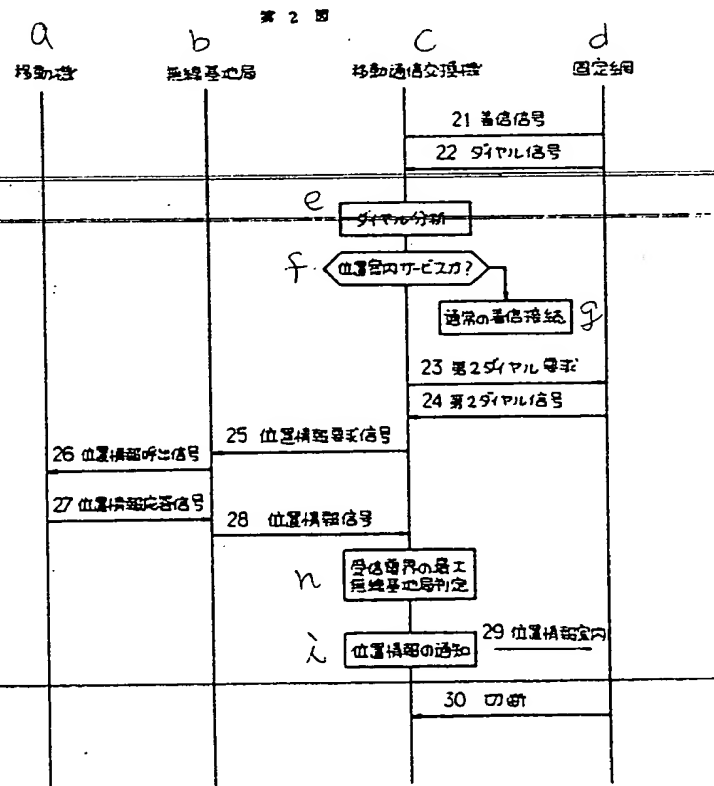 第 2 図
a b c d
移動機 無線基地局 移動通信交換機 固定網
21 着信信号
22 ダイヤル信号
e ダイヤル分析
f 位置案内サービスか?
通常の着信接続 g
23 第2ダイヤル要求
24 第2ダイヤル信号
25 位置情報要求信号
26 位置情報呼出信号
27 位置情報応答信号
28 位置情報信号
h 受信電界の最大
無線基地局判定
29 位置情報案内
i 位置情報の通知
30 切断